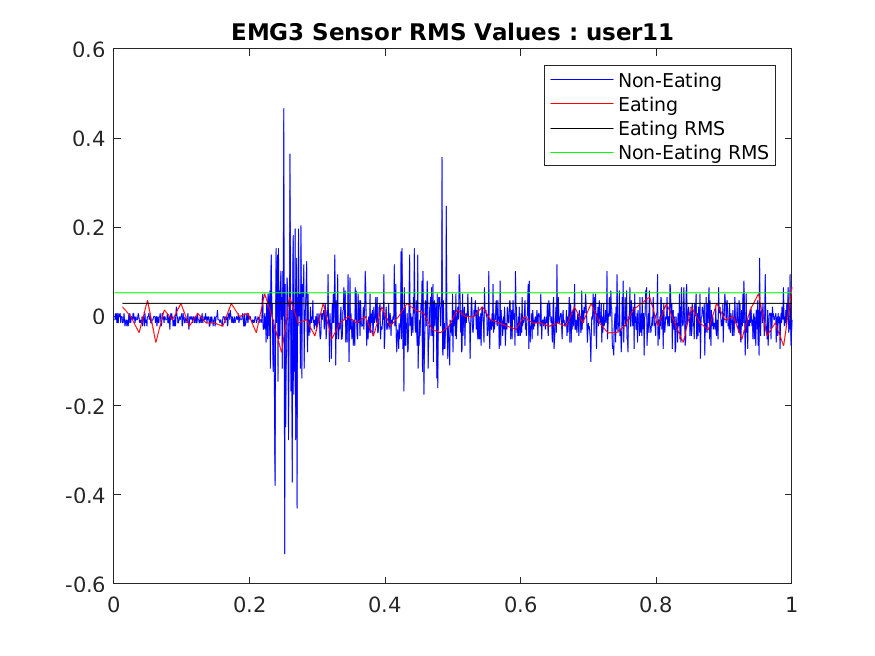 EMG3 Sensor RMS Values : user11
0.6
0.4
0.2
0
-0.2
-0.4
-0.6
Non-Eating
Eating
Eating RMS
Non-Eating RMS
0 0.2 0.4 0.6 0.8 1